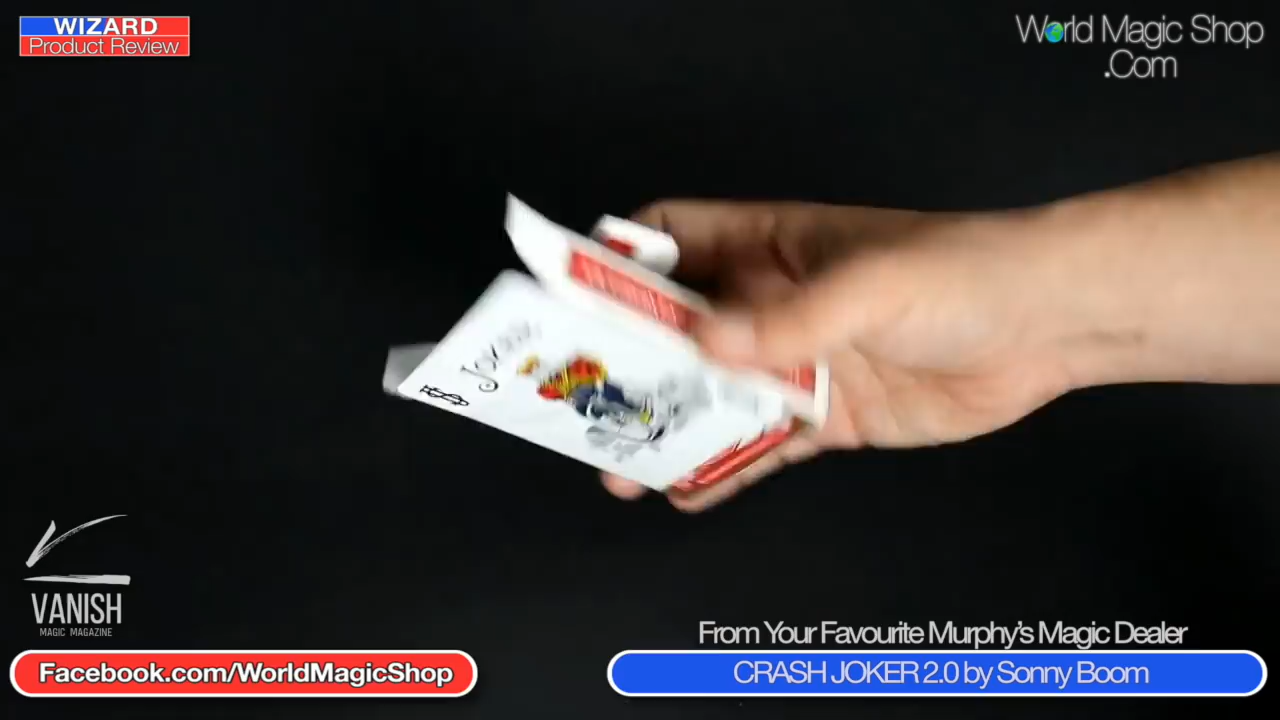 WIZARD
Product Review
World Magic Shop
.Com
Joker
VANISH
MAGIC MAGAZINE
From Your Favourite Murphy's Magic Dealer
Facebook.com/WorldMagicShop
CRASH JOKER 2.0 by Sonny Boom